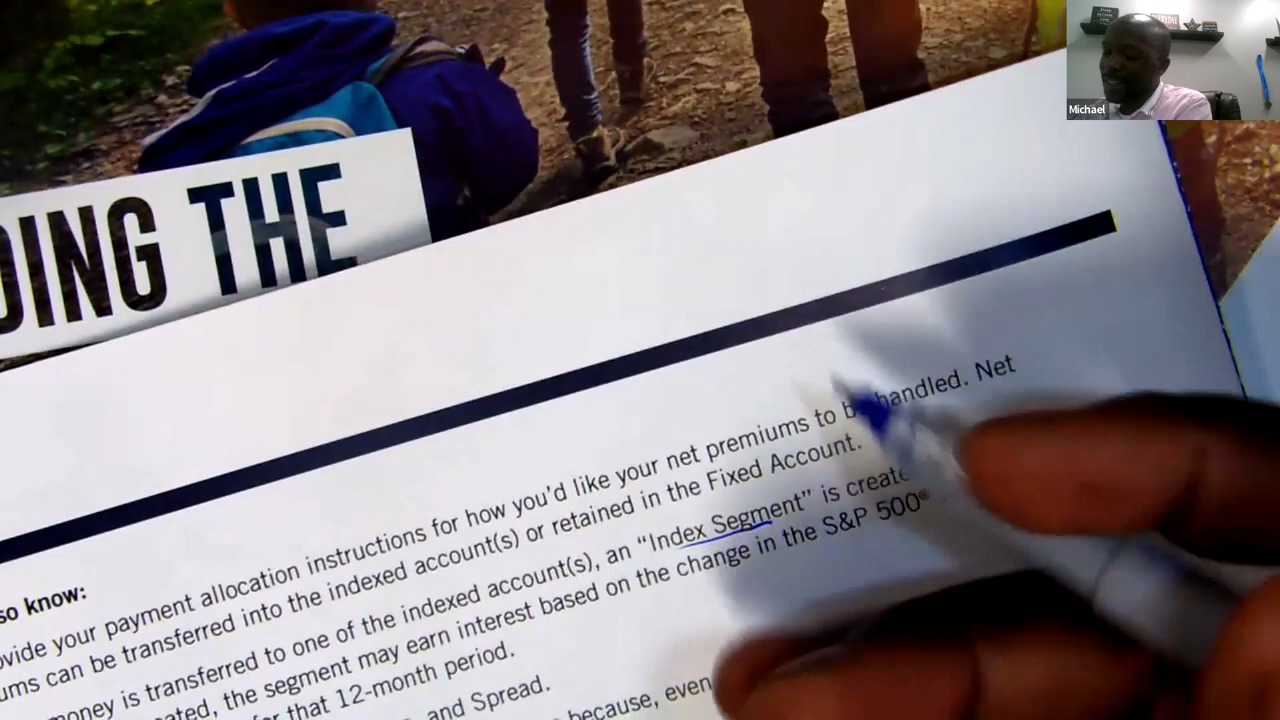 Michael
DING THE
so know:
ovide your payment allocation instructions for how you'd like your net premiums to b handled. Net
ums can be transferred into the indexed account(s) or retained in the Fixed Account.
money is transferred to one of the indexed account(s), an “Index Segment” is create
ated, the segment may earn interest based on the change in the S&P 500®
for that 12-month period.
and Spread.
because, even